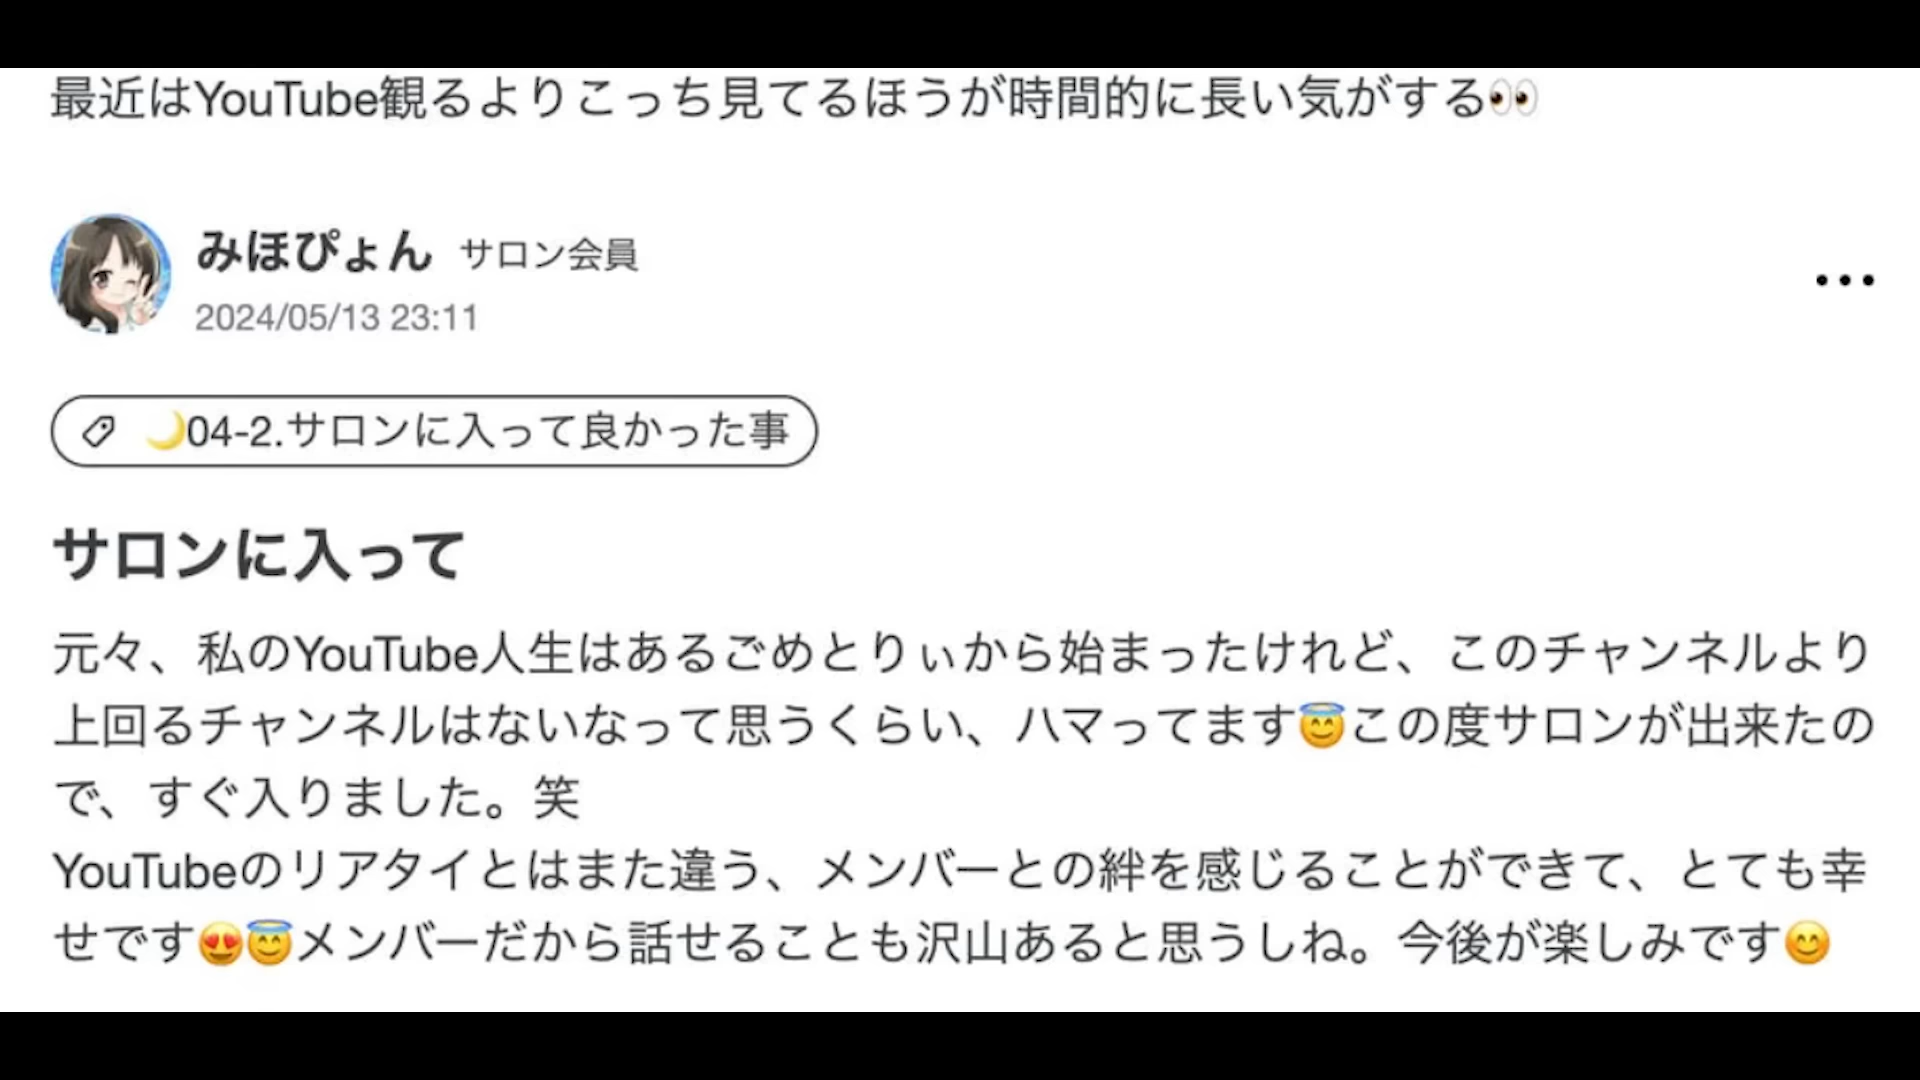 最近はYouTube観るよりこっち見てるほうが時間的に長い気がする👀
みほぴょん サロン会員
2024/05/13 23:11
🌙04-2.サロンに入って良かった事
サロンに入って
元々、私のYouTube人生はあるごめとりぃから始まったけれど、このチャンネルより
上回るチャンネルはないなって思うくらい、ハマってます😇この度サロンが出来たの
で、すぐ入りました。笑
YouTubeのリアタイとはまた違う、メンバーとの絆を感じることができて、とても幸
せです😍😇メンバーだから話せることも沢山あると思うしね。今後が楽しみです😊